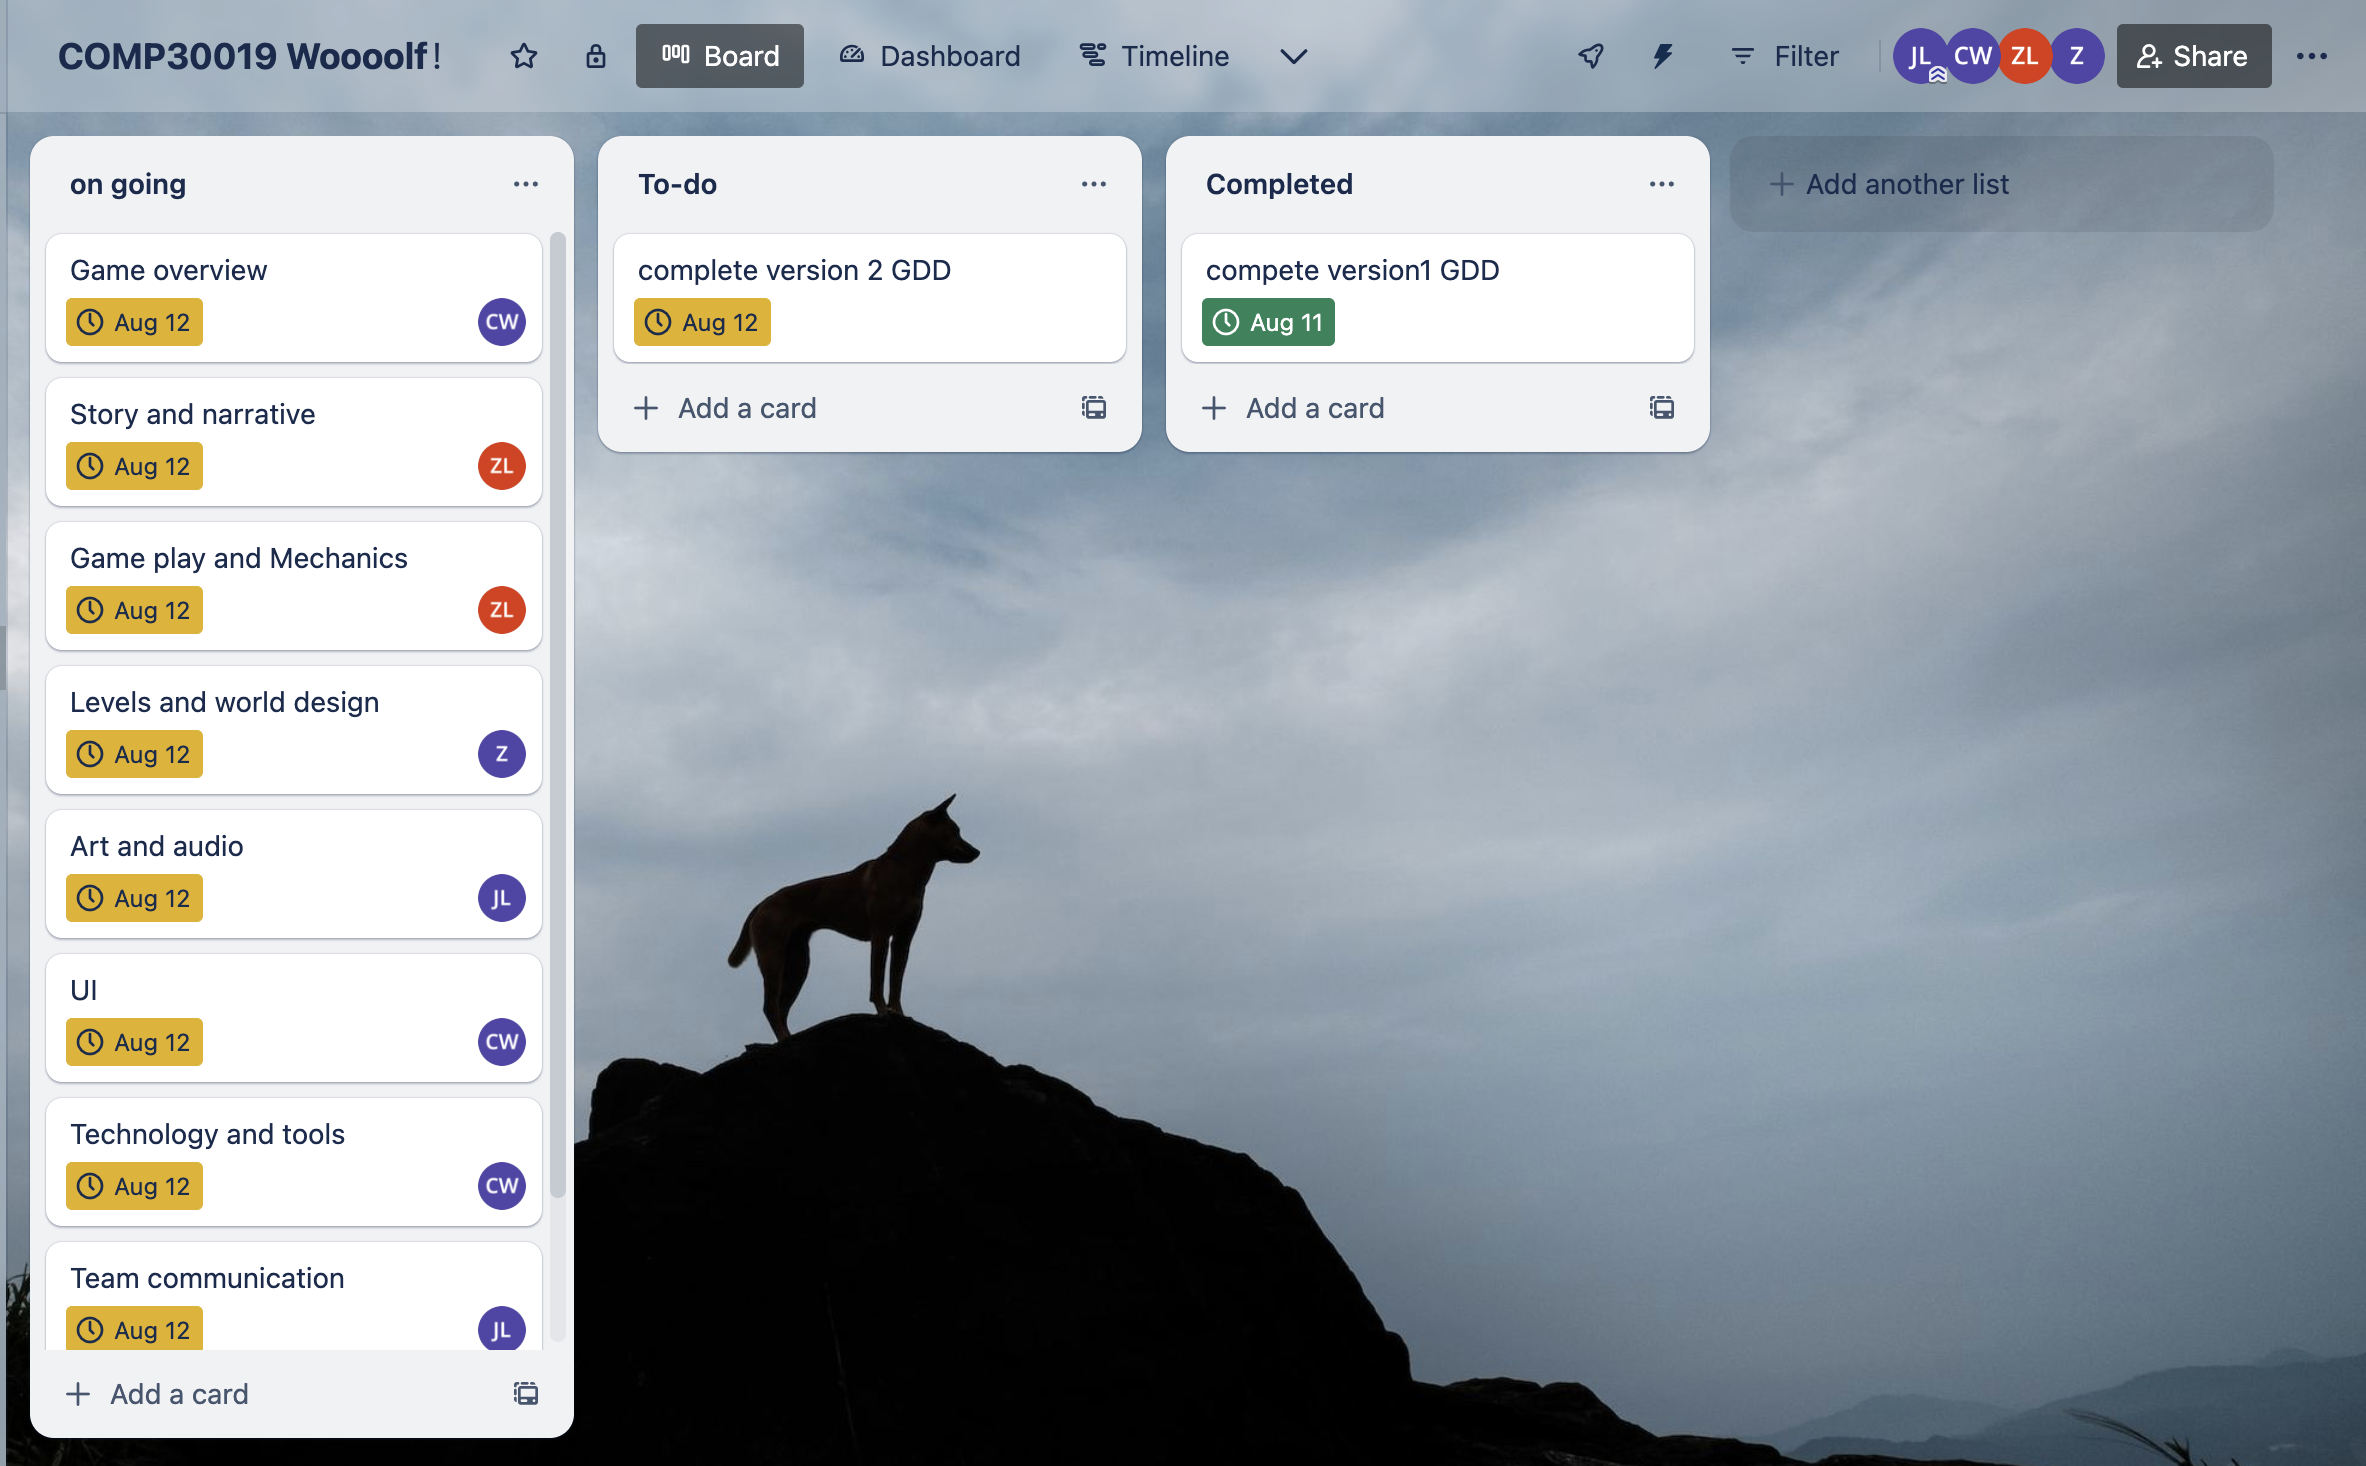 COMP30019 Woooolf!
Board
Dashboard
Timeline
Filter
JL
CW
ZL
Z
Share
on going
Game overview
Aug 12
CW
Story and narrative
Aug 12
ZL
Game play and Mechanics
Aug 12
ZL
Levels and world design
Aug 12
Z
Art and audio
Aug 12
JL
UI
Aug 12
CW
Technology and tools
Aug 12
CW
Team communication
Aug 12
JL
Add a card
To-do
complete version 2 GDD
Aug 12
Add a card
Completed
compete version1 GDD
Aug 11
Add a card
Add another list